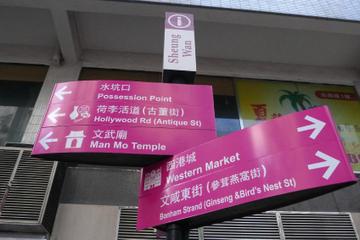 Sheung
Wan
水坑口
Possession Point
荷李活道 (古董街)
Hollywood Rd (Antique St)
文武廟
Man Mo Temple
西港城
Western Market
文咸東街 (參茸燕窩街)
Bonham Strand (Ginseng &Bird's Nest St)